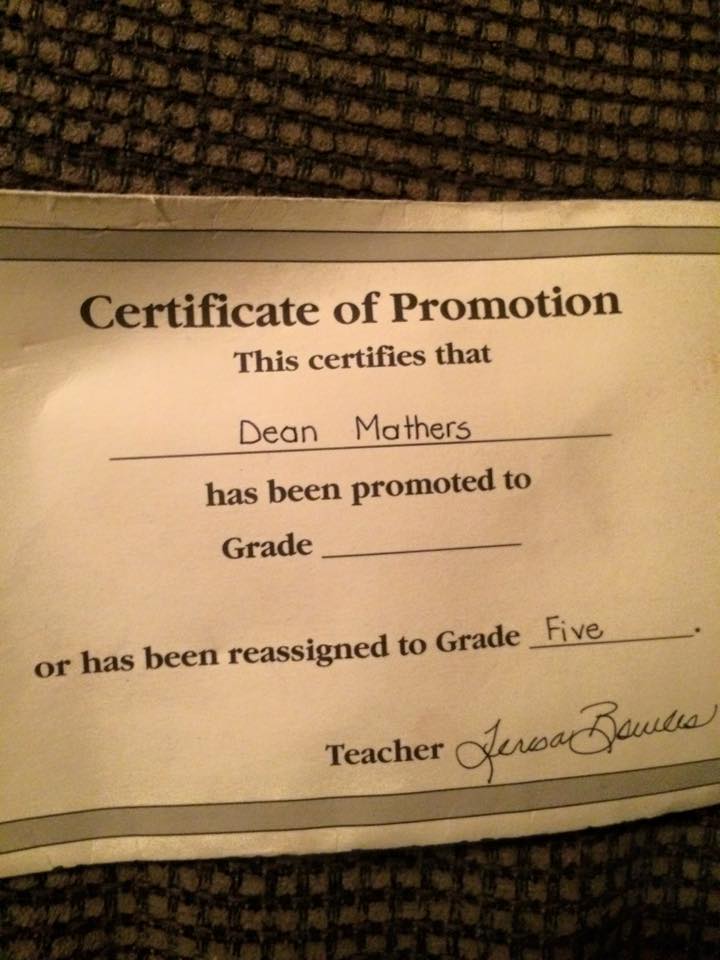 Certificate of Promotion
This certifies that
Dean Mathers
has been promoted to
Grade
or has been reassigned to Grade Five.
Teacher Teresa